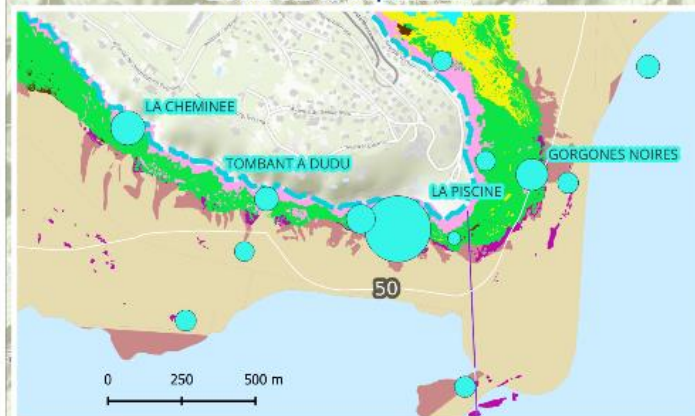 LA CHEMINEE
GORGONES NOIRES
TOMBANT A DUDU
LA PISCINE
50
0 250 500 m